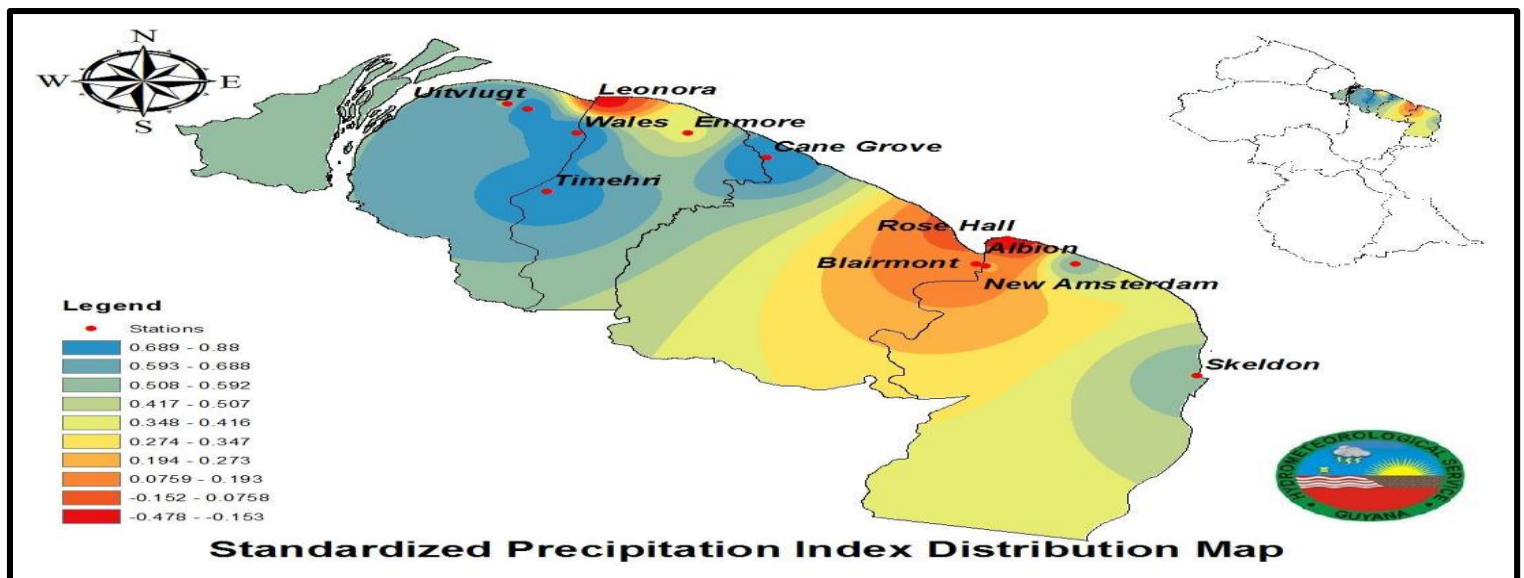 N
W E
S
Uitvlugt
Leonora
Wales
Enmore
Cane Grove
Timehri
Rose Hall
Albion
Blairmont
New Amsterdam
Skeldon
Legend
Stations
0.689 - 0.88
0.593 - 0.688
0.508 - 0.592
0.417 - 0.507
0.348 - 0.416
0.274 - 0.347
0.194 - 0.273
0.0759 - 0.193
-0.152 - 0.0758
-0.478 - -0.153
HYDROMETEOROLOGICAL SERVICE
GUYANA
Standardized Precipitation Index Distribution Map